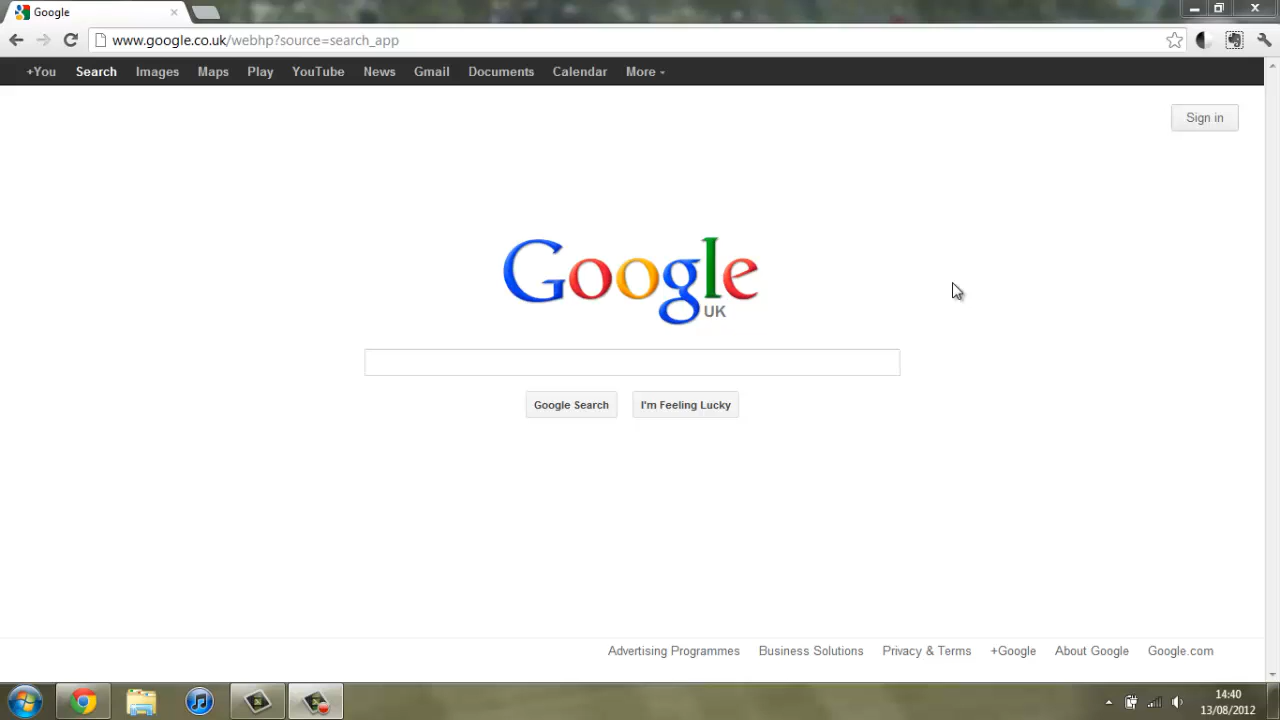 Google
www.google.co.uk/webhp?source=search_app
+You Search Images Maps Play YouTube News Gmail Documents Calendar More
Sign in
Google
UK
Google Search I'm Feeling Lucky
Advertising Programmes Business Solutions Privacy & Terms +Google About Google Google.com
14:40
13/08/2012